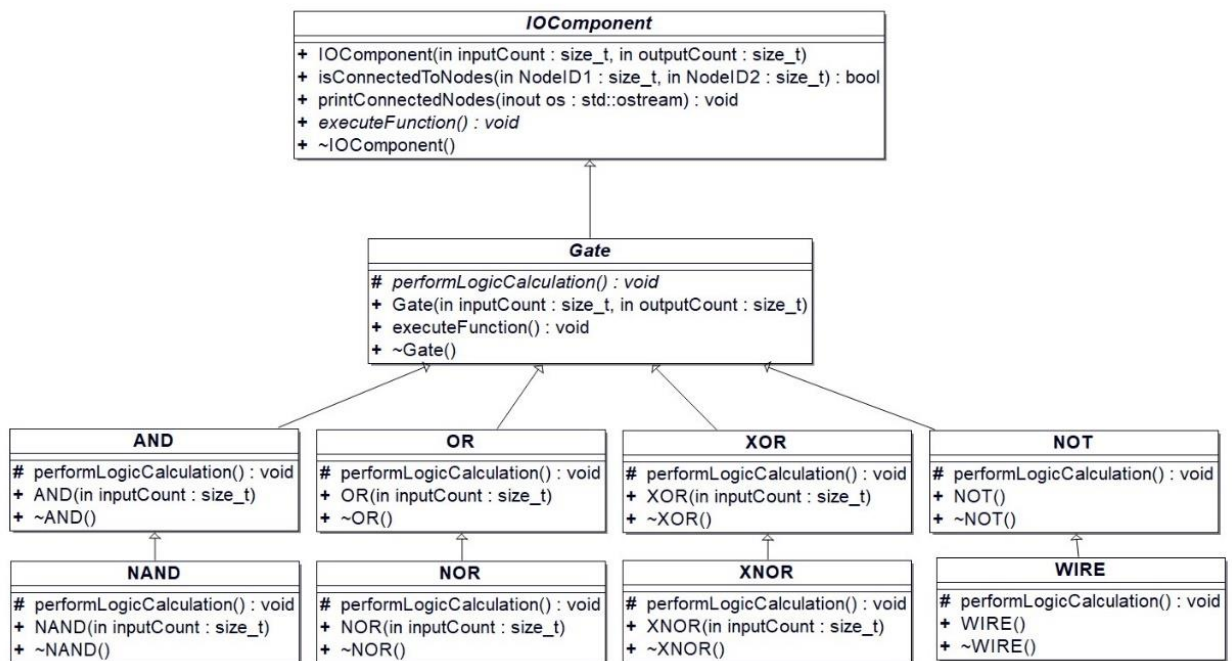 IOComponent
+ IOComponent(in inputCount : size_t, in outputCount : size_t)
+ isConnectedToNodes(in NodeID1 : size_t, in NodeID2 : size_t) : bool
+ printConnectedNodes(inout os : std::ostream) : void
+ executeFunction() : void
+ ~IOComponent()
Gate
# performLogicCalculation() : void
+ Gate(in inputCount : size_t, in outputCount : size_t)
+ executeFunction() : void
+ ~Gate()
AND
# performLogicCalculation() : void
+ AND(in inputCount : size_t)
+ ~AND()
OR
# performLogicCalculation() : void
+ OR(in inputCount : size_t)
+ ~OR()
XOR
# performLogicCalculation() : void
+ XOR(in inputCount : size_t)
+ ~XOR()
NOT
# performLogicCalculation() : void
+ NOT()
+ ~NOT()
NAND
# performLogicCalculation() : void
+ NAND(in inputCount : size_t)
+ ~NAND()
NOR
# performLogicCalculation() : void
+ NOR(in inputCount : size_t)
+ ~NOR()
XNOR
# performLogicCalculation() : void
+ XNOR(in inputCount : size_t)
+ ~XNOR()
WIRE
# performLogicCalculation() : void
+ WIRE()
+ ~WIRE()